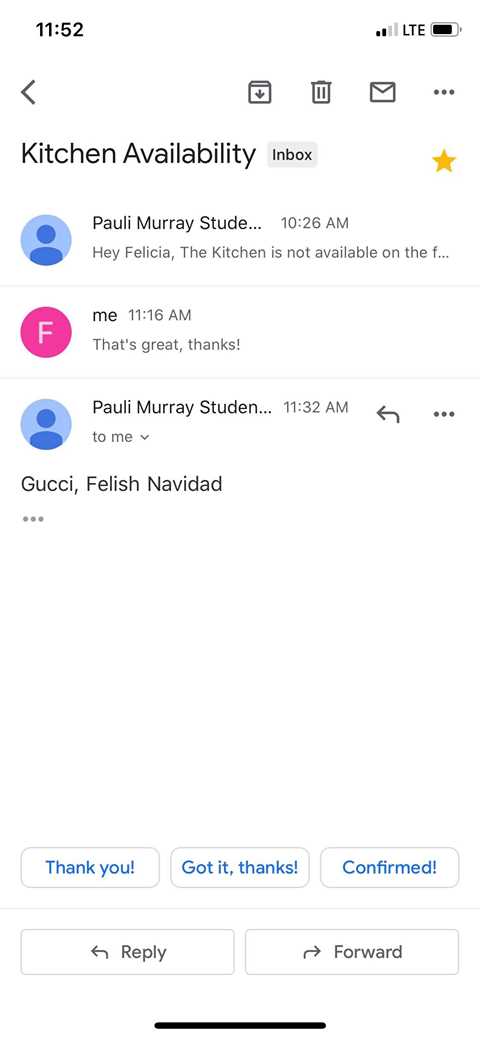 11:52 LTE
Kitchen Availability Inbox
Pauli Murray Stude... 10:26 AM
Hey Felicia, The Kitchen is not available on the f...
F
me 11:16 AM
That's great, thanks!
Pauli Murray Studen... 11:32 AM
to me
Gucci, Felish Navidad
Thank you! Got it, thanks! Confirmed!
Reply Forward